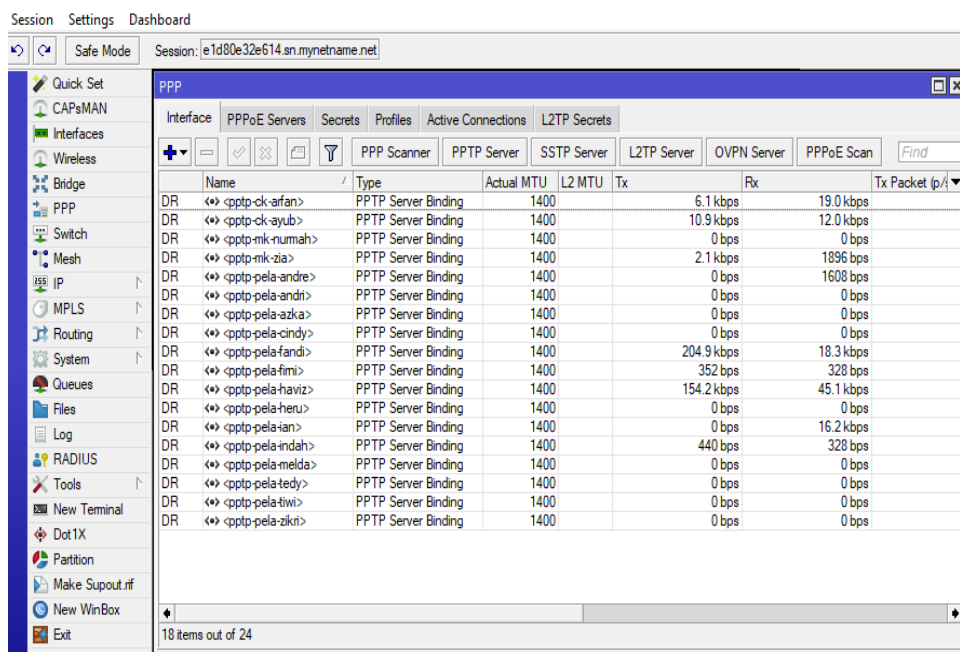 Session Settings Dashboard
Safe Mode Session: e1d80e32e614.sn.mynetname.net
Quick Set
CAPsMAN
Interfaces
Wireless
Bridge
PPP
Switch
Mesh
IP
MPLS
Routing
System
Queues
Files
Log
RADIUS
Tools
New Terminal
Dot1X
Partition
Make Supout.rif
New WinBox
Exit
PPP
Interface PPPoE Servers Secrets Profiles Active Connections L2TP Secrets
PPP Scanner PPTP Server SSTP Server L2TP Server OVPN Server PPPoE Scan Find
Name Type Actual MTU L2 MTU Tx Rx Tx Packet (p/s
DR <pptp-ck-arfan> PPTP Server Binding 1400 6.1 kbps 19.0 kbps
DR <pptp-ck-ayub> PPTP Server Binding 1400 10.9 kbps 12.0 kbps
DR <pptp-mk-nurmah> PPTP Server Binding 1400 0 bps 0 bps
DR <pptp-mk-zia> PPTP Server Binding 1400 2.1 kbps 1896 bps
DR <pptp-pela-andre> PPTP Server Binding 1400 0 bps 1608 bps
DR <pptp-pela-andri> PPTP Server Binding 1400 0 bps 0 bps
DR <pptp-pela-azka> PPTP Server Binding 1400 0 bps 0 bps
DR <pptp-pela-cindy> PPTP Server Binding 1400 0 bps 0 bps
DR <pptp-pela-fandi> PPTP Server Binding 1400 204.9 kbps 18.3 kbps
DR <pptp-pela-fimi> PPTP Server Binding 1400 352 bps 328 bps
DR <pptp-pela-haviz> PPTP Server Binding 1400 154.2 kbps 45.1 kbps
DR <pptp-pela-heru> PPTP Server Binding 1400 0 bps 0 bps
DR <pptp-pela-ian> PPTP Server Binding 1400 0 bps 16.2 kbps
DR <pptp-pela-indah> PPTP Server Binding 1400 440 bps 328 bps
DR <pptp-pela-melda> PPTP Server Binding 1400 0 bps 0 bps
DR <pptp-pela-tedy> PPTP Server Binding 1400 0 bps 0 bps
DR <pptp-pela-tiwi> PPTP Server Binding 1400 0 bps 0 bps
DR <pptp-pela-zikri> PPTP Server Binding 1400 0 bps 0 bps
18 items out of 24